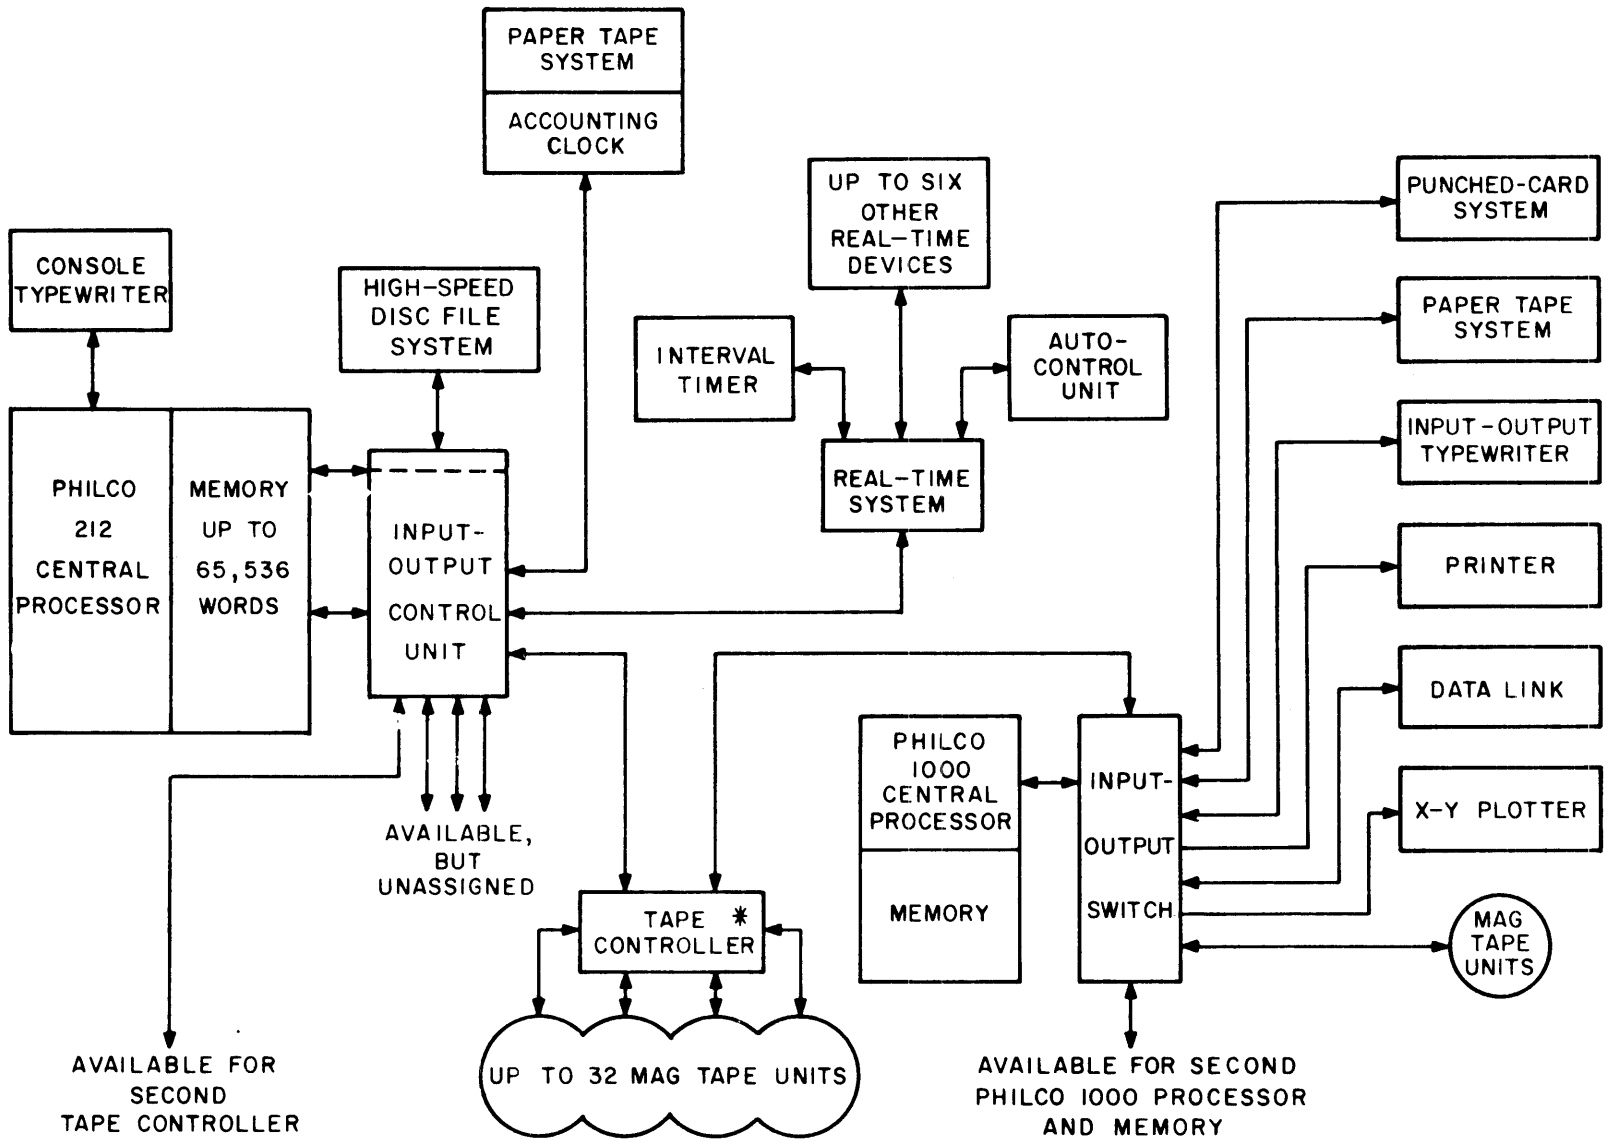 PAPER TAPE
SYSTEM
ACCOUNTING
CLOCK
CONSOLE
TYPEWRITER
HIGH-SPEED
DISC FILE
SYSTEM
UP TO SIX
OTHER
REAL-TIME
DEVICES
INTERVAL
TIMER
AUTO-
CONTROL
UNIT
REAL-TIME
SYSTEM
PHILCO
212
CENTRAL
PROCESSOR
MEMORY
UP TO
65,536
WORDS
INPUT-
OUTPUT
CONTROL
UNIT
AVAILABLE,
BUT
UNASSIGNED
AVAILABLE FOR
SECOND
TAPE CONTROLLER
TAPE *
CONTROLLER
UP TO 32 MAG TAPE UNITS
PHILCO
1000
CENTRAL
PROCESSOR
MEMORY
INPUT-
OUTPUT
SWITCH
AVAILABLE FOR SECOND
PHILCO 1000 PROCESSOR
AND MEMORY
PUNCHED-CARD
SYSTEM
PAPER TAPE
SYSTEM
INPUT-OUTPUT
TYPEWRITER
PRINTER
DATA LINK
X-Y PLOTTER
MAG
TAPE
UNITS